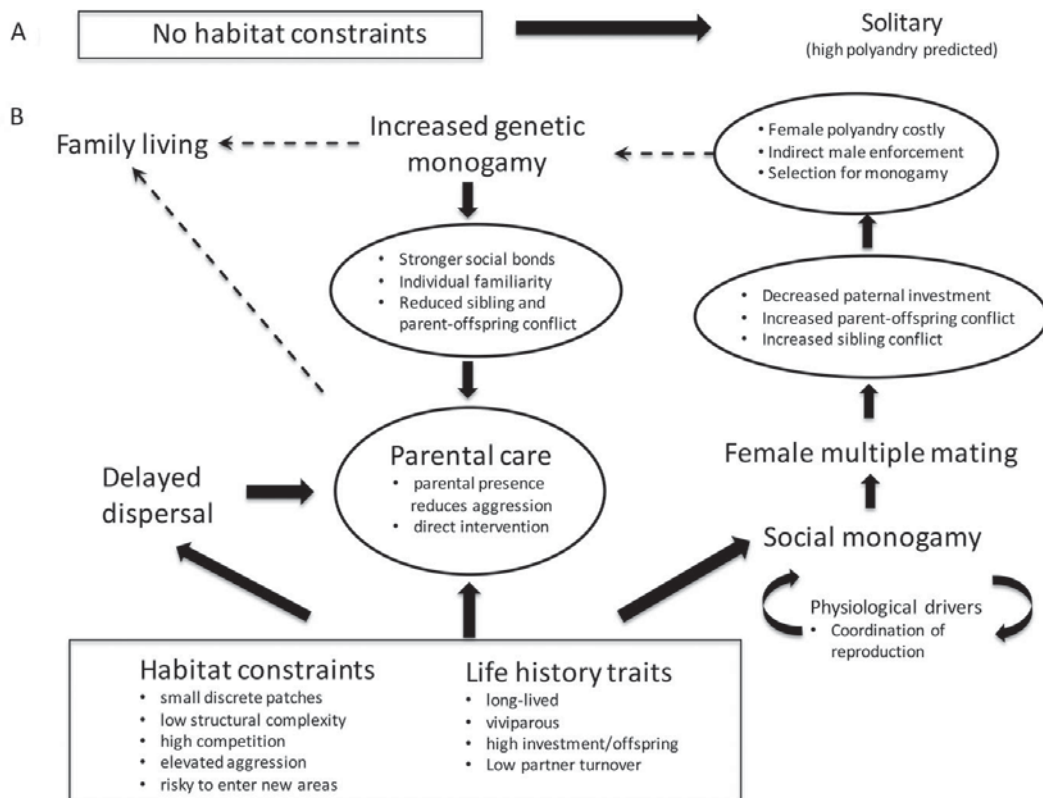 A
No habitat constraints
Solitary
(high polyandry predicted)
B
Family living
Increased genetic
monogamy
• Female polyandry costly
• Indirect male enforcement
• Selection for monogamy
• Stronger social bonds
• Individual familiarity
• Reduced sibling and
parent-offspring conflict
• Decreased paternal investment
• Increased parent-offspring conflict
• Increased sibling conflict
Parental care
• parental presence
reduces aggression
• direct intervention
Delayed
dispersal
Female multiple mating
Social monogamy
Physiological drivers
• Coordination of
reproduction
Habitat constraints
• small discrete patches
• low structural complexity
• high competition
• elevated aggression
• risky to enter new areas
Life history traits
• long-lived
• viviparous
• high investment/offspring
• Low partner turnover